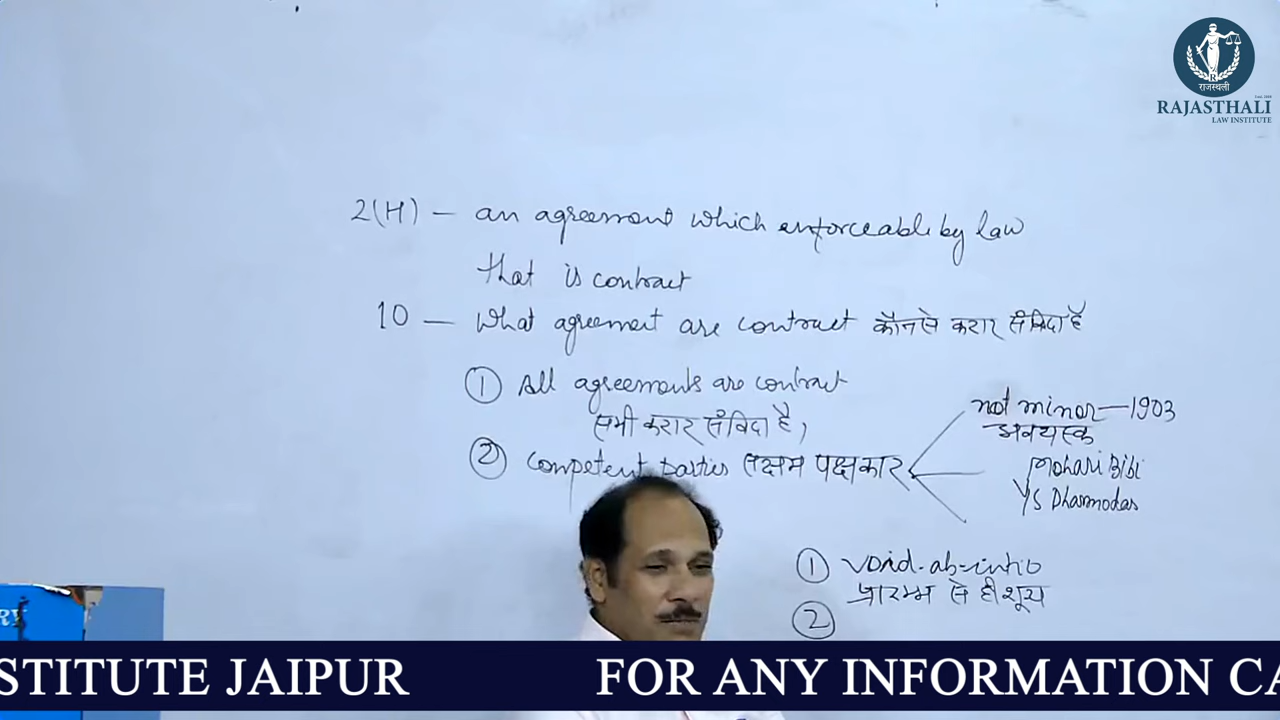 राजस्थली
RAJASTHALI
LAW INSTITUTE
2(H) — an agreement which enforceable by law
that is contract
10 — What agreement are contract कौनसे करार संविदा है
① All agreements are contract
सभी करार संविदा है,
② Competent parties सक्षम पक्षकार
not minor — 1903
अवयस्क
Mohari Bibi
V/S Dharmodas
① void-ab-intio
प्रारम्भ से ही शून्य
②
RY
STITUTE JAIPUR FOR ANY INFORMATION CA